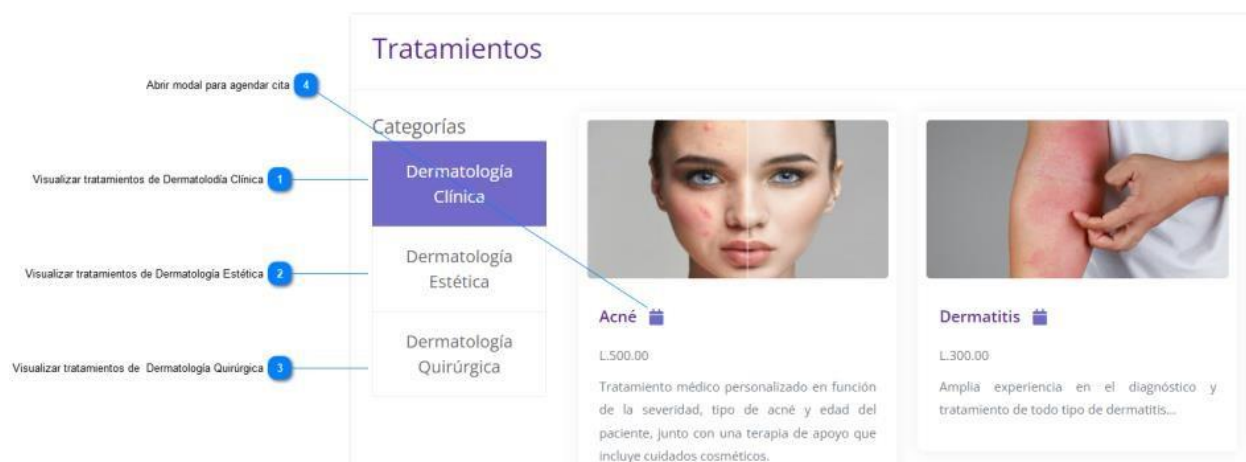 Tratamientos
Abrir modal para agendar cita 4
Categorías
Dermatología
Clínica
Visualizar tratamientos de Dermatolodía Clínica 1
Dermatología
Estética
Visualizar tratamientos de Dermatología Estética 2
Dermatología
Quirúrgica
Visualizar tratamientos de Dermatología Quirúrgica 3
Acné
L.500.00
Tratamiento médico personalizado en función
de la severidad, tipo de acné y edad del
paciente, junto con una terapia de apoyo que
incluye cuidados cosméticos.
Dermatitis
L.300.00
Amplia experiencia en el diagnóstico y
tratamiento de todo tipo de dermatitis...